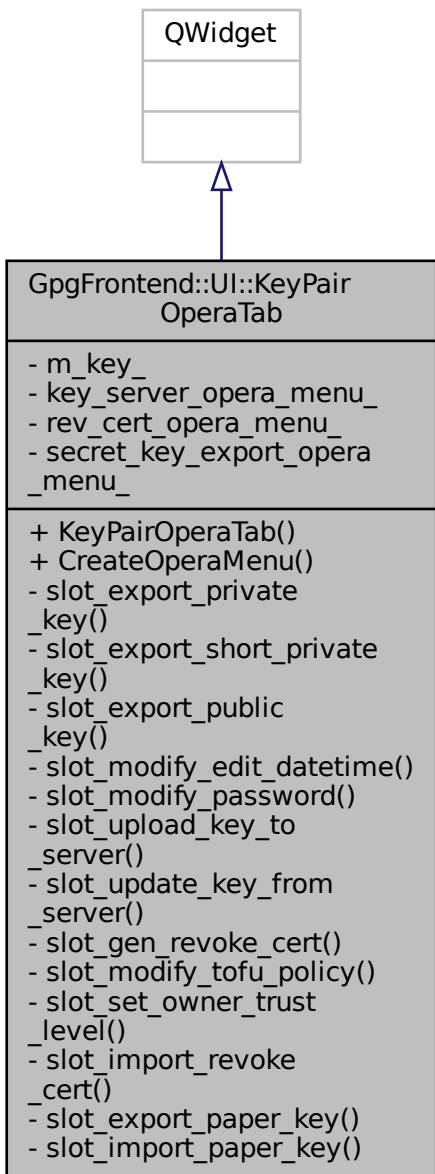 QWidget
GpgFrontend::UI::KeyPair
OperaTab
- m_key_
- key_server_opera_menu_
- rev_cert_opera_menu_
- secret_key_export_opera
_menu_
+ KeyPairOperaTab()
+ CreateOperaMenu()
- slot_export_private
_key()
- slot_export_short_private
_key()
- slot_export_public
_key()
- slot_modify_edit_datetime()
- slot_modify_password()
- slot_upload_key_to
_server()
- slot_update_key_from
_server()
- slot_gen_revoke_cert()
- slot_modify_tofu_policy()
- slot_set_owner_trust
_level()
- slot_import_revoke
_cert()
- slot_export_paper_key()
- slot_import_paper_key()